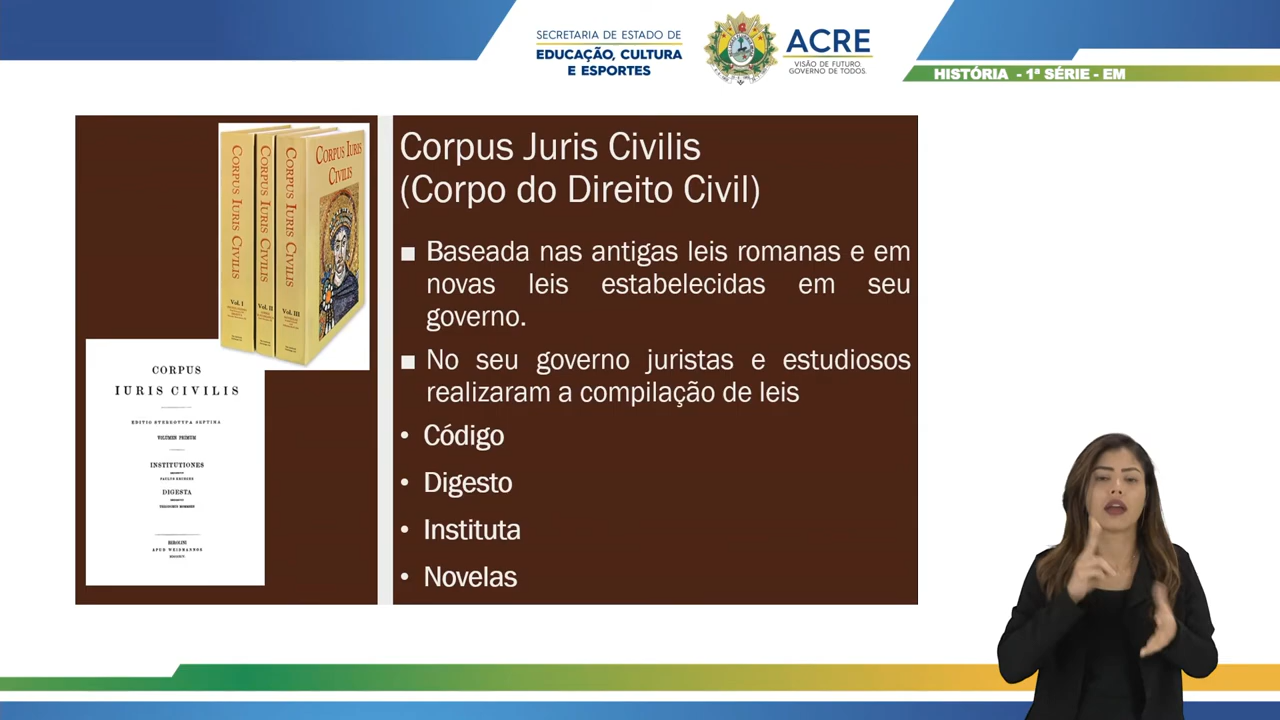 SECRETARIA DE ESTADO DE
EDUCAÇÃO, CULTURA
E ESPORTES
ACRE
VISÃO DE FUTURO.
GOVERNO DE TODOS.
HISTÓRIA - 1ª SÉRIE - EM
CORPUS IURIS CIVILIS
Vol. I
CORPUS IURIS CIVILIS
Vol. II
CORPUS IURIS CIVILIS
Vol. III
CORPUS IURIS
CIVILIS
CORPUS
IURIS CIVILIS
EDITIO STEREOTYPA SEPTIMA
VOLUMEN PRIMUM
INSTITUTIONES
DIGESTA
BEROLINI
APUD WEIDMANNOS
Corpus Juris Civilis
(Corpo do Direito Civil)
Baseada nas antigas leis romanas e em
novas leis estabelecidas em seu
governo.
No seu governo juristas e estudiosos
realizaram a compilação de leis
• Código
• Digesto
• Instituta
• Novelas